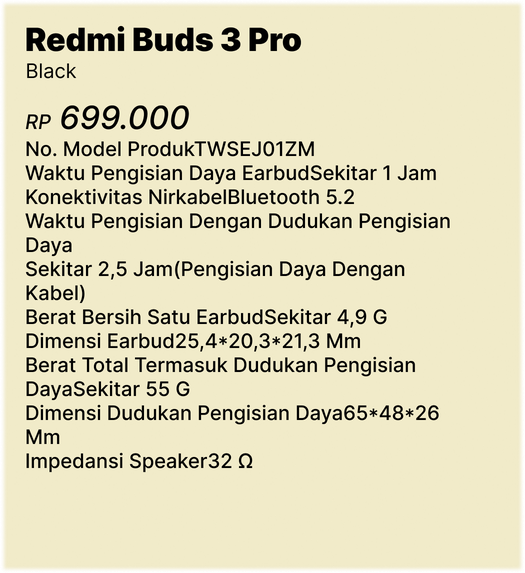 Redmi Buds 3 Pro
Black
RP 699.000
No. Model ProdukTWSEJ01ZM
Waktu Pengisian Daya EarbudSekitar 1 Jam
Konektivitas NirkabelBluetooth 5.2
Waktu Pengisian Dengan Dudukan Pengisian
Daya
Sekitar 2,5 Jam(Pengisian Daya Dengan
Kabel)
Berat Bersih Satu EarbudSekitar 4,9 G
Dimensi Earbud25,4*20,3*21,3 Mm
Berat Total Termasuk Dudukan Pengisian
DayaSekitar 55 G
Dimensi Dudukan Pengisian Daya65*48*26
Mm
Impedansi Speaker32 Ω